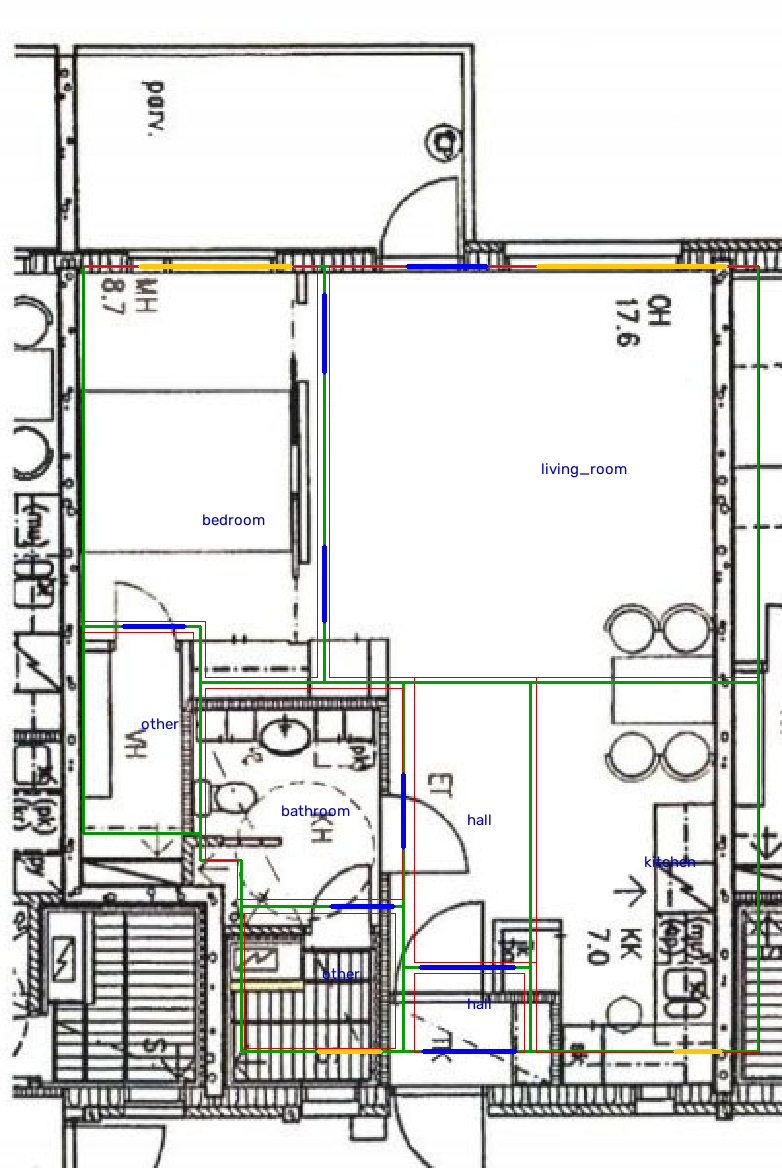 parv.
MH
8.7
OH
17.6
living_room
bedroom
other
VH
bathroom
KH
ET
hall
kitchen
KK
7.0
other
hall
TK
S